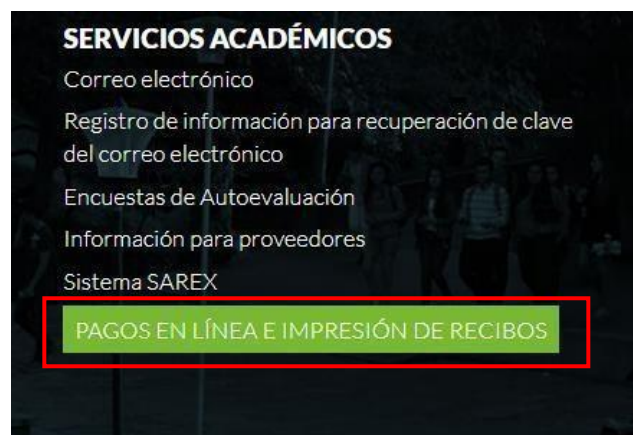 SERVICIOS ACADÉMICOS
Correo electrónico
Registro de información para recuperación de clave
del correo electrónico
Encuestas de Autoevaluación
Información para proveedores
Sistema SAREX
PAGOS EN LÍNEA E IMPRESIÓN DE RECIBOS